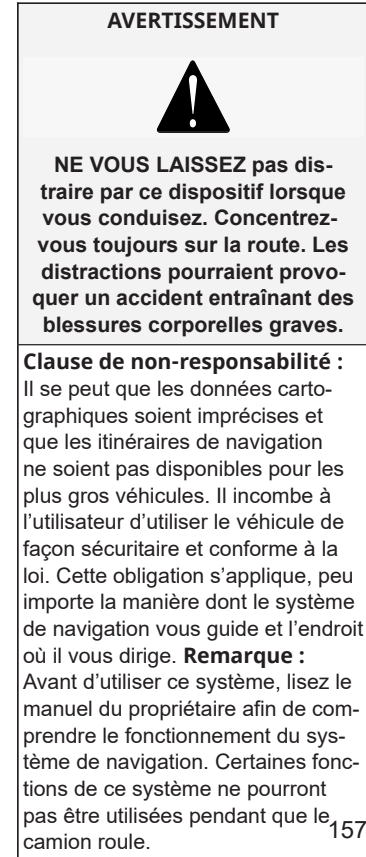 AVERTISSEMENT
NE VOUS LAISSEZ pas dis-
traire par ce dispositif lorsque
vous conduisez. Concentrez-
vous toujours sur la route. Les
distractions pourraient provo-
quer un accident entraînant des
blessures corporelles graves.
Clause de non-responsabilité :
Il se peut que les données carto-
graphiques soient imprécises et
que les itinéraires de navigation
ne soient pas disponibles pour les
plus gros véhicules. Il incombe à
l’utilisateur d’utiliser le véhicule de
façon sécuritaire et conforme à la
loi. Cette obligation s’applique, peu
importe la manière dont le système
de navigation vous guide et l’endroit
où il vous dirige. Remarque :
Avant d’utiliser ce système, lisez le
manuel du propriétaire afin de com-
prendre le fonctionnement du sys-
tème de navigation. Certaines fonc-
tions de ce système ne pourront
pas être utilisées pendant que le
camion roule.
157